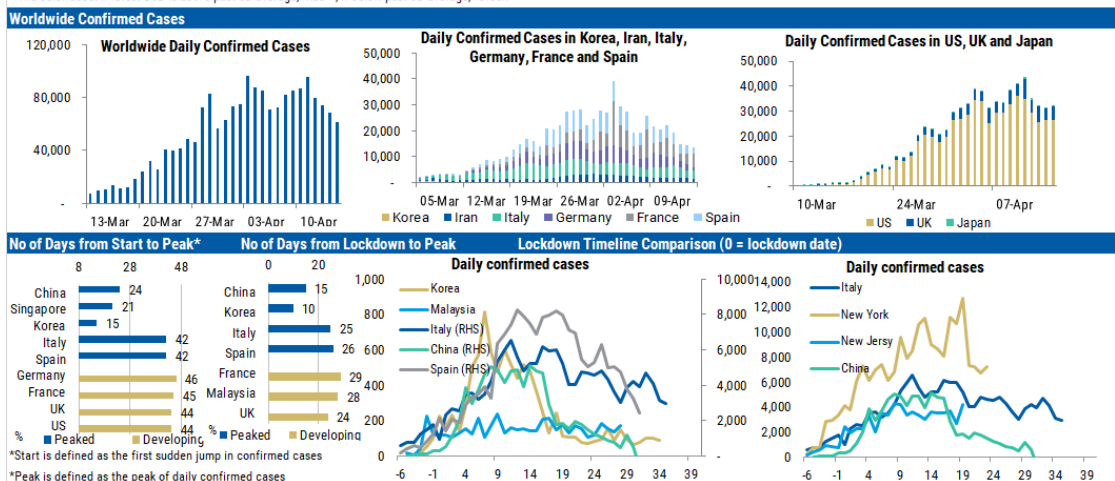 Worldwide Confirmed Cases
Worldwide Daily Confirmed Cases
120,000
80,000
40,000
-
13-Mar 20-Mar 27-Mar 03-Apr 10-Apr
Daily Confirmed Cases in Korea, Iran, Italy,
Germany, France and Spain
50,000
40,000
30,000
20,000
10,000
-
05-Mar 12-Mar 19-Mar 26-Mar 02-Apr 09-Apr
Korea Iran Italy Germany France Spain
Daily Confirmed Cases in US, UK and Japan
50,000
40,000
30,000
20,000
10,000
-
10-Mar 24-Mar 07-Apr
US UK Japan
No of Days from Start to Peak*
8 28 48
China 24
Singapore 21
Korea 15
Italy 42
Spain 42
Germany 46
France 45
UK 44
US 44
% Peaked Developing
*Start is defined as the first sudden jump in confirmed cases
*Peak is defined as the peak of daily confirmed cases
No of Days from Lockdown to Peak
0 20
China 15
Korea 10
Italy 25
Spain 26
France 29
Malaysia 28
UK 24
% Peaked Developing
Lockdown Timeline Comparison (0 = lockdown date)
Daily confirmed cases
1,000
800
600
400
200
0
Korea
Malaysia
Italy (RHS)
China (RHS)
Spain (RHS)
10,000
8,000
6,000
4,000
2,000
-
-6 -1 4 9 14 19 24 29 34 39
Daily confirmed cases
14,000
12,000
10,000
8,000
6,000
4,000
2,000
0
Italy
New York
New Jersy
China
-6 -1 4 9 14 19 24 29 34 39